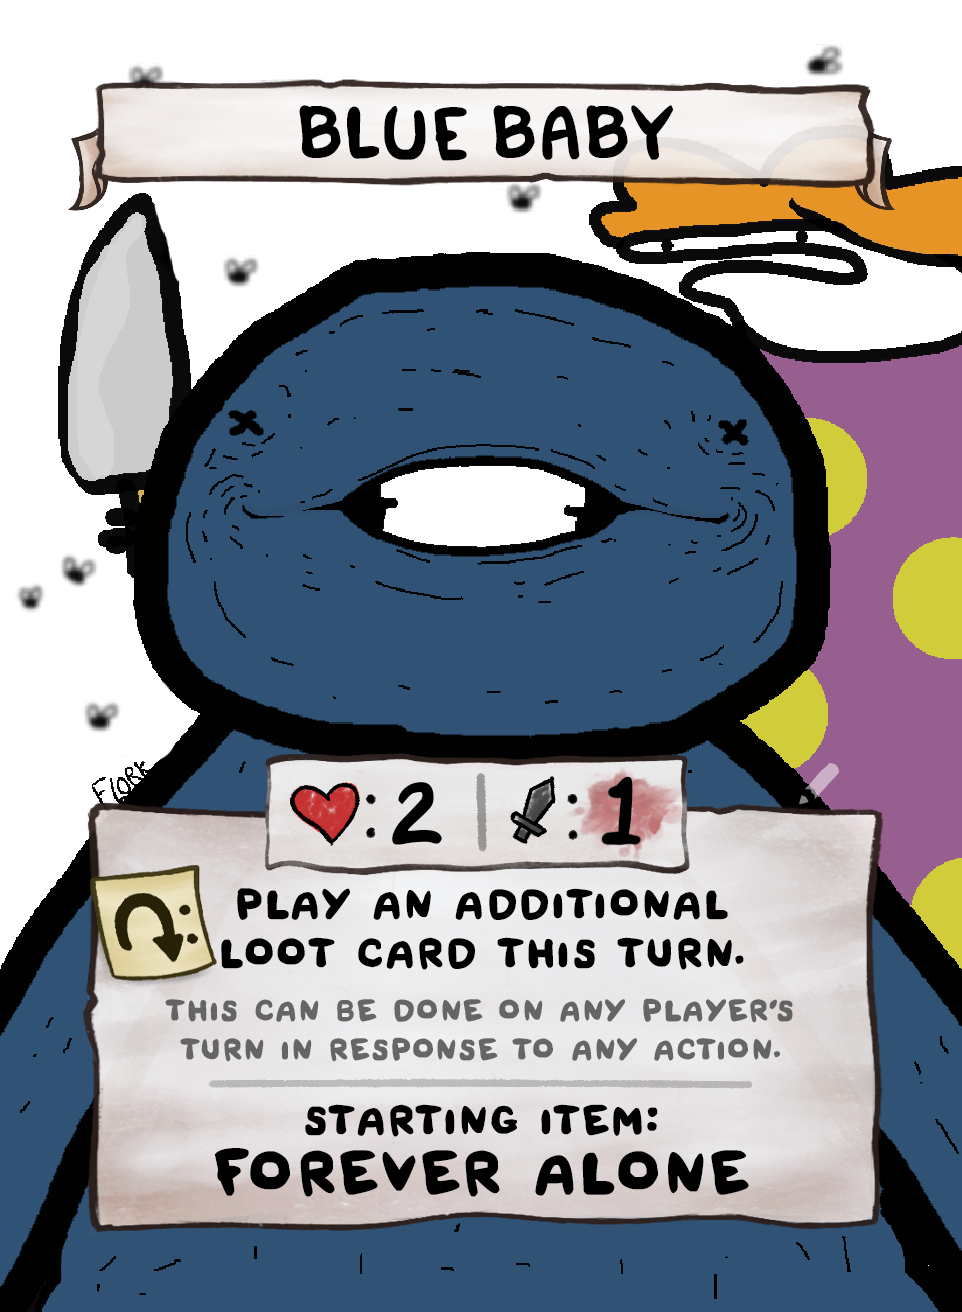 BLUE BABY
FLORK
:2 :1
PLAY AN ADDITIONAL
LOOT CARD THIS TURN.
THIS CAN BE DONE ON ANY PLAYER'S
TURN IN RESPONSE TO ANY ACTION.
STARTING ITEM:
FOREVER ALONE